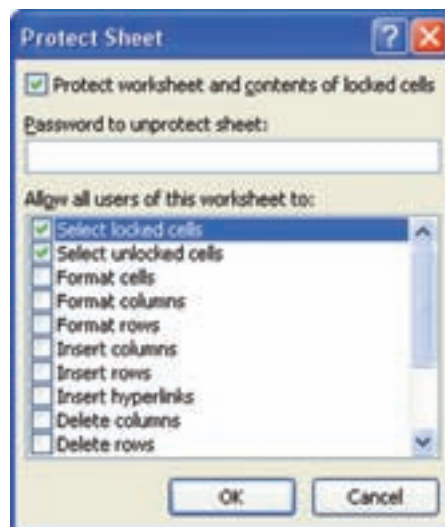 Protect Sheet
Protect worksheet and contents of locked cells
Password to unprotect sheet:
Allow all users of this worksheet to:
Select locked cells
Select unlocked cells
Format cells
Format columns
Format rows
Insert columns
Insert rows
Insert hyperlinks
Delete columns
Delete rows
OK Cancel